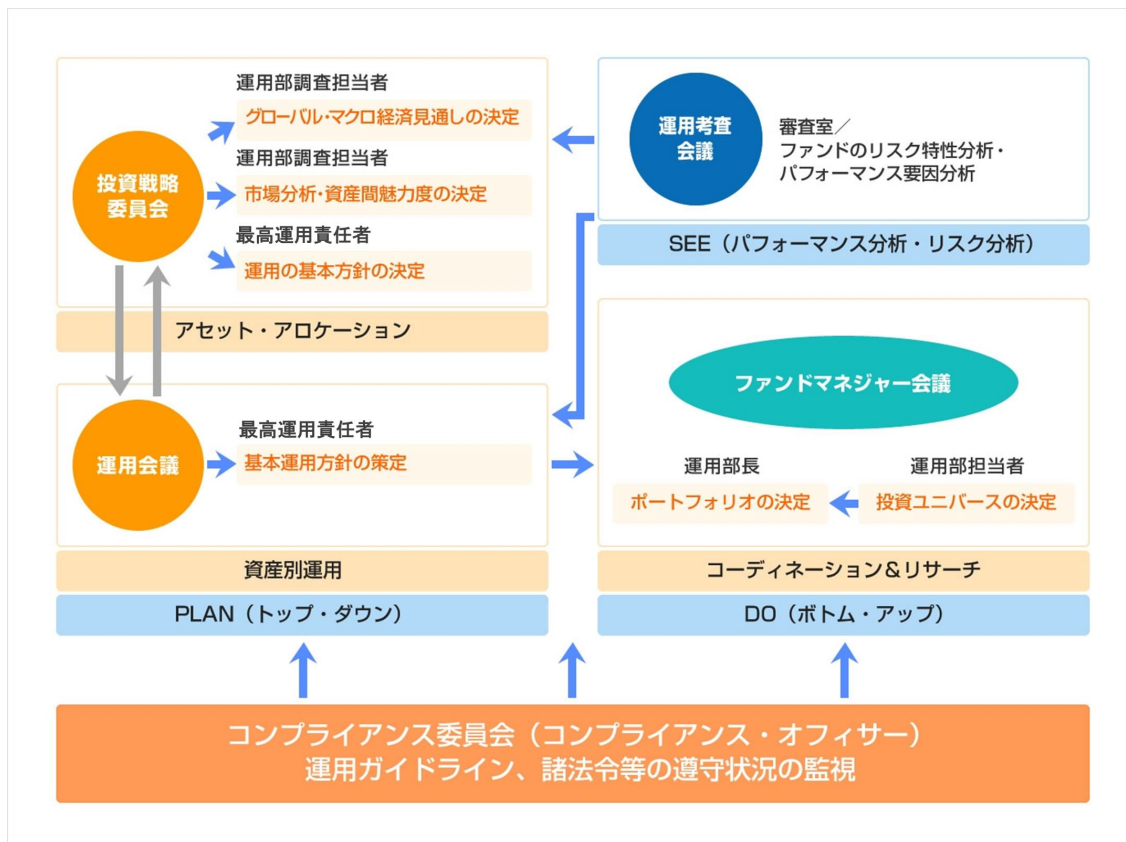 運用部調査担当者
グローバル・マクロ経済見通しの決定
投資戦略
委員会
運用部調査担当者
市場分析・資産間魅力度の決定
最高運用責任者
運用の基本方針の決定
アセット・アロケーション
運用考査
会議
審査室／
ファンドのリスク特性分析・
パフォーマンス要因分析
SEE（パフォーマンス分析・リスク分析）
運用会議
最高運用責任者
基本運用方針の策定
資産別運用
PLAN（トップ・ダウン）
ファンドマネジャー会議
運用部長
ポートフォリオの決定
運用部担当者
投資ユニバースの決定
コーディネーション＆リサーチ
DO（ボトム・アップ）
コンプライアンス委員会（コンプライアンス・オフィサー）
運用ガイドライン、諸法令等の遵守状況の監視